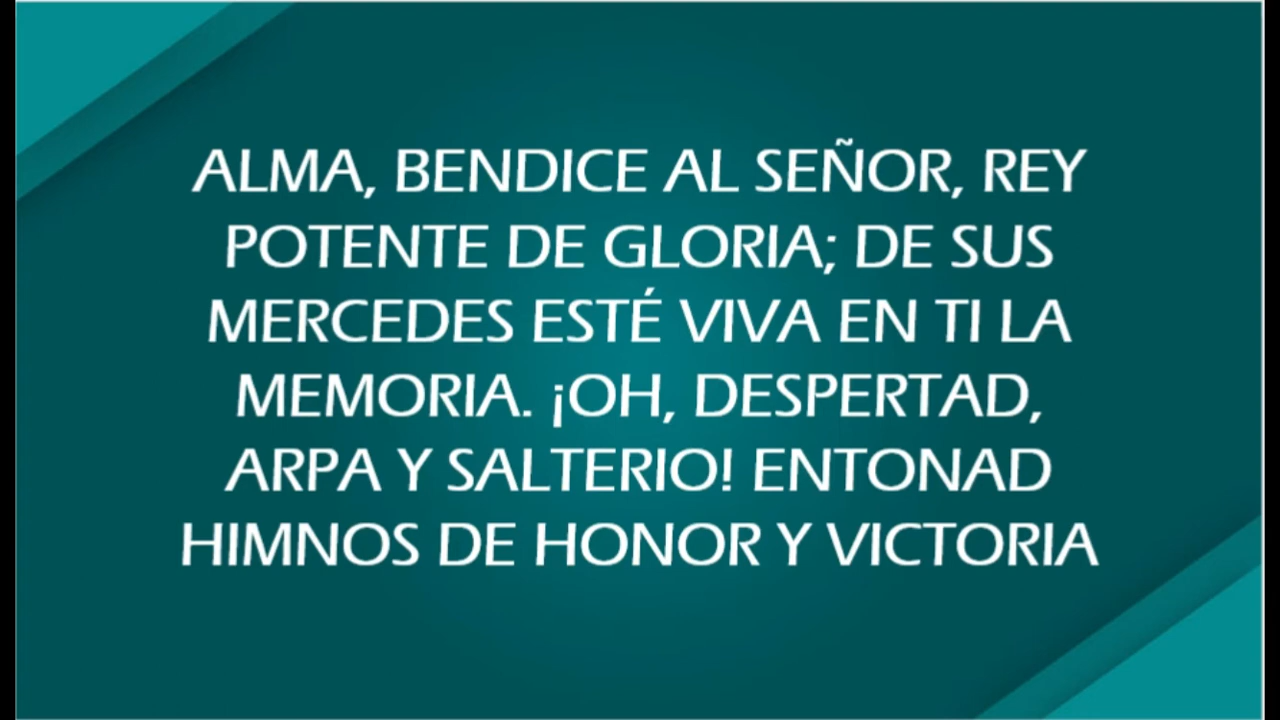 ALMA, BENDICE AL SEÑOR, REY
POTENTE DE GLORIA; DE SUS
MERCEDES ESTÉ VIVA EN TI LA
MEMORIA. ¡OH, DESPERTAD,
ARPA Y SALTERIO! ENTONAD
HIMNOS DE HONOR Y VICTORIA